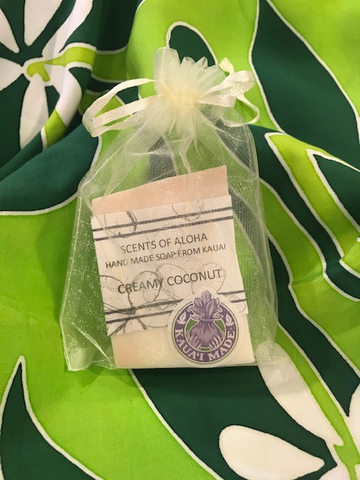 SCENTS OF ALOHA
HAND MADE SOAP FROM KAUAI
CREAMY COCONUT
KAUA'I MADE